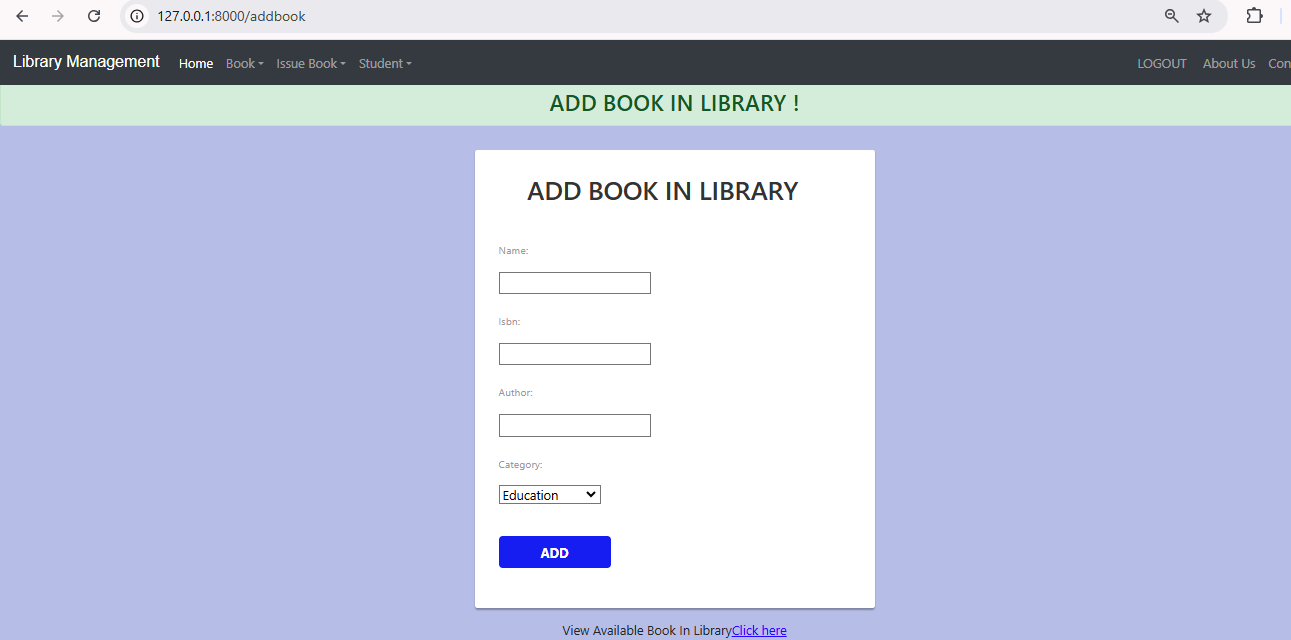 127.0.0.1:8000/addbook
Library Management Home Book Issue Book Student LOGOUT About Us Con
ADD BOOK IN LIBRARY !
ADD BOOK IN LIBRARY
Name:
Isbn:
Author:
Category:
Education
ADD
View Available Book In LibraryClick here